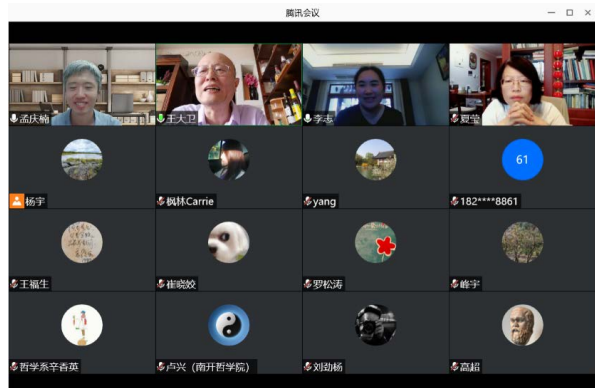 腾讯会议
孟庆楠
王大卫
李志
夏莹
杨宇
枫林Carrie
yang
61
182****8861
王福生
崔晓姣
罗松涛
峰宇
哲学系辛香英
卢兴（南开哲学院）
刘劲杨
高超